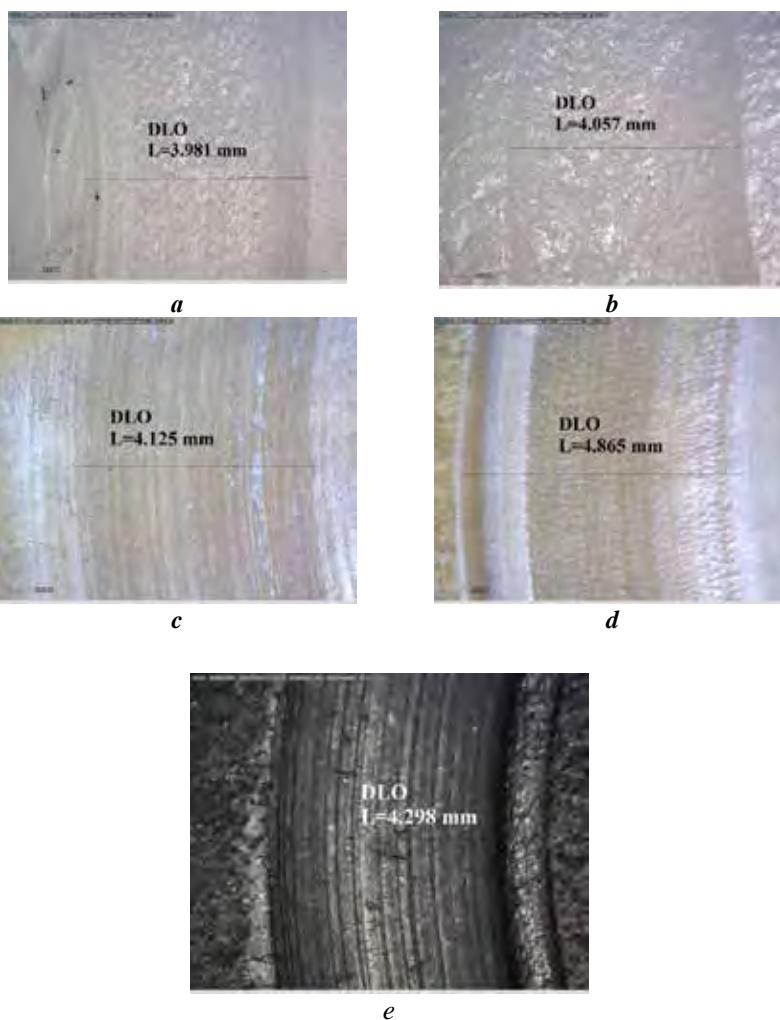 DLO
L=3.981 mm
a
DLO
L=4.057 mm
b
DLO
L=4.125 mm
c
DLO
L=4.865 mm
d
DLO
L=4.298 mm
e